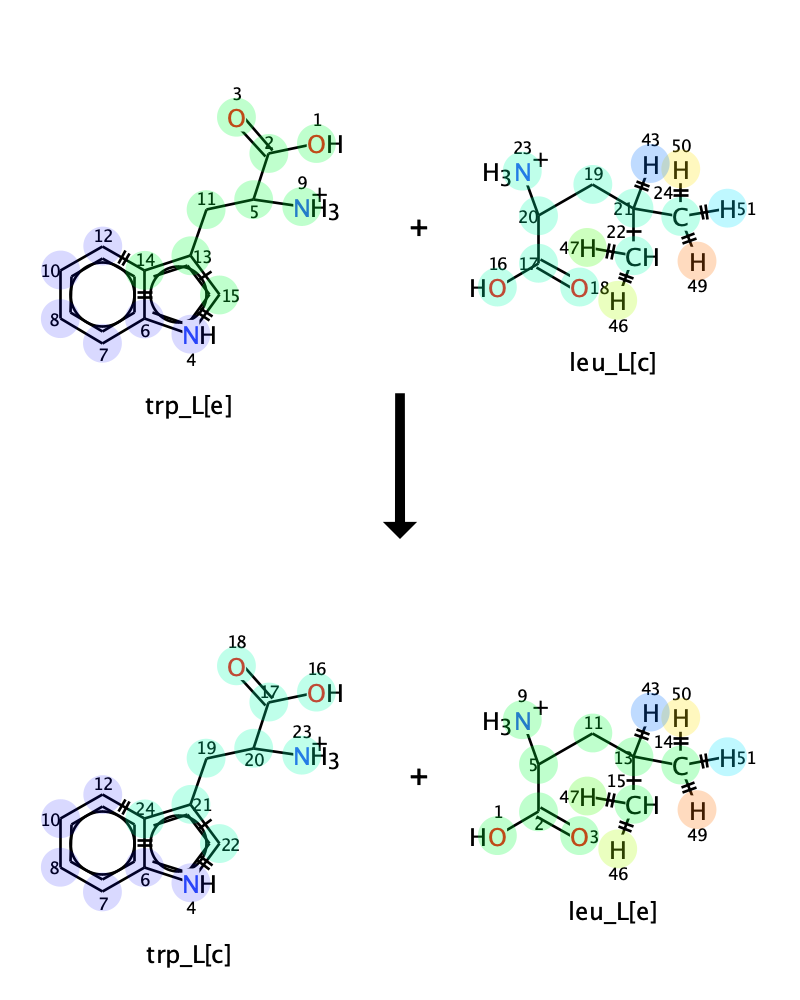 3
1
O
2
OH
9
+
11
5
NH3
12
14
13
10
15
8
6
NH
7
4
trp_L[e]
+
23
+
43
50
H
H
H3N
19
24
20
21
C
H
51
22
16
17
47
H
CH
H
HO
O
18
H
49
46
leu_L[c]
18
16
O
17
OH
23
+
19
20
NH3
12
24
21
10
22
8
6
NH
7
4
trp_L[c]
+
9
+
43
50
H
H
H3N
11
14
5
13
C
H
51
15
1
2
47
H
CH
H
HO
O
3
H
49
46
leu_L[e]